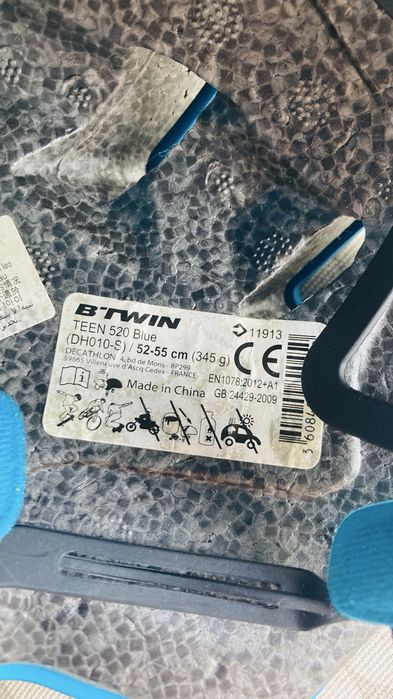 B'TWIN
TEEN 520 Blue
(DH010-S) / 52-55 cm (345 g)
DECATHLON 4, bd de Mons - BP299
59665 Villeneuve d'Ascq Cedex - FRANCE
11913
CE
EN1078:2012+A1
Made in China GB 24429-2009